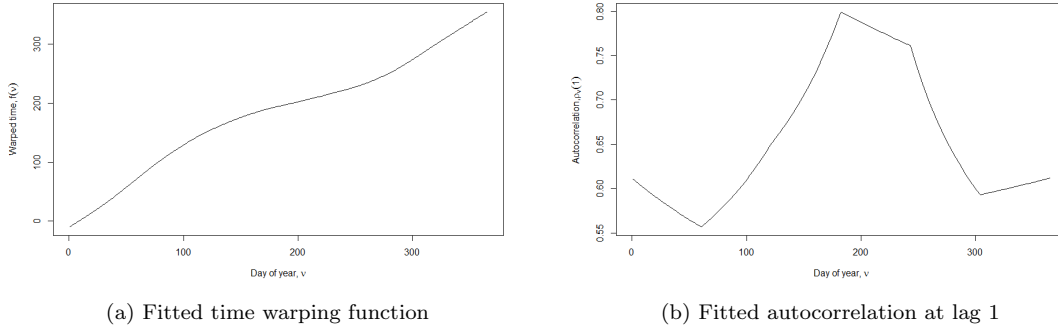 300
200
100
0
Warped time, f(ν)
0 100 200 300
Day of year, ν
(a) Fitted time warping function
0.80
0.75
0.70
0.65
0.60
0.55
Autocorrelation,ρν(1)
0 100 200 300
Day of year, ν
(b) Fitted autocorrelation at lag 1